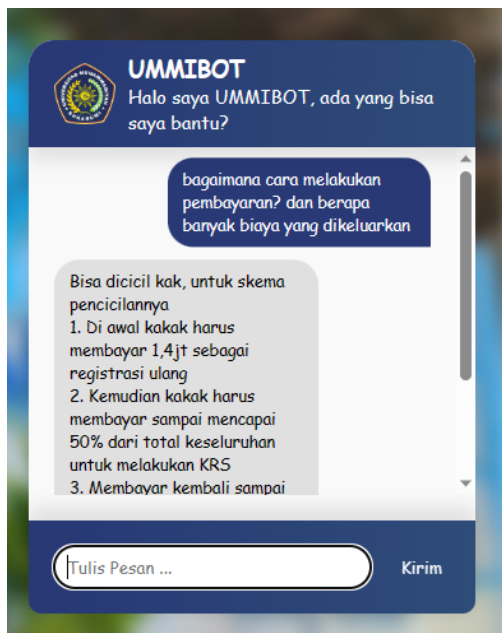 UMMIBOT
Halo saya UMMIBOT, ada yang bisa
saya bantu?
bagaimana cara melakukan
pembayaran? dan berapa
banyak biaya yang dikeluarkan
Bisa dicicil kak, untuk skema
pencicilannya
1. Di awal kakak harus
membayar 1,4jt sebagai
registrasi ulang
2. Kemudian kakak harus
membayar sampai mencapai
50% dari total keseluruhan
untuk melakukan KRS
3. Membayar kembali sampai
Tulis Pesan ...
Kirim